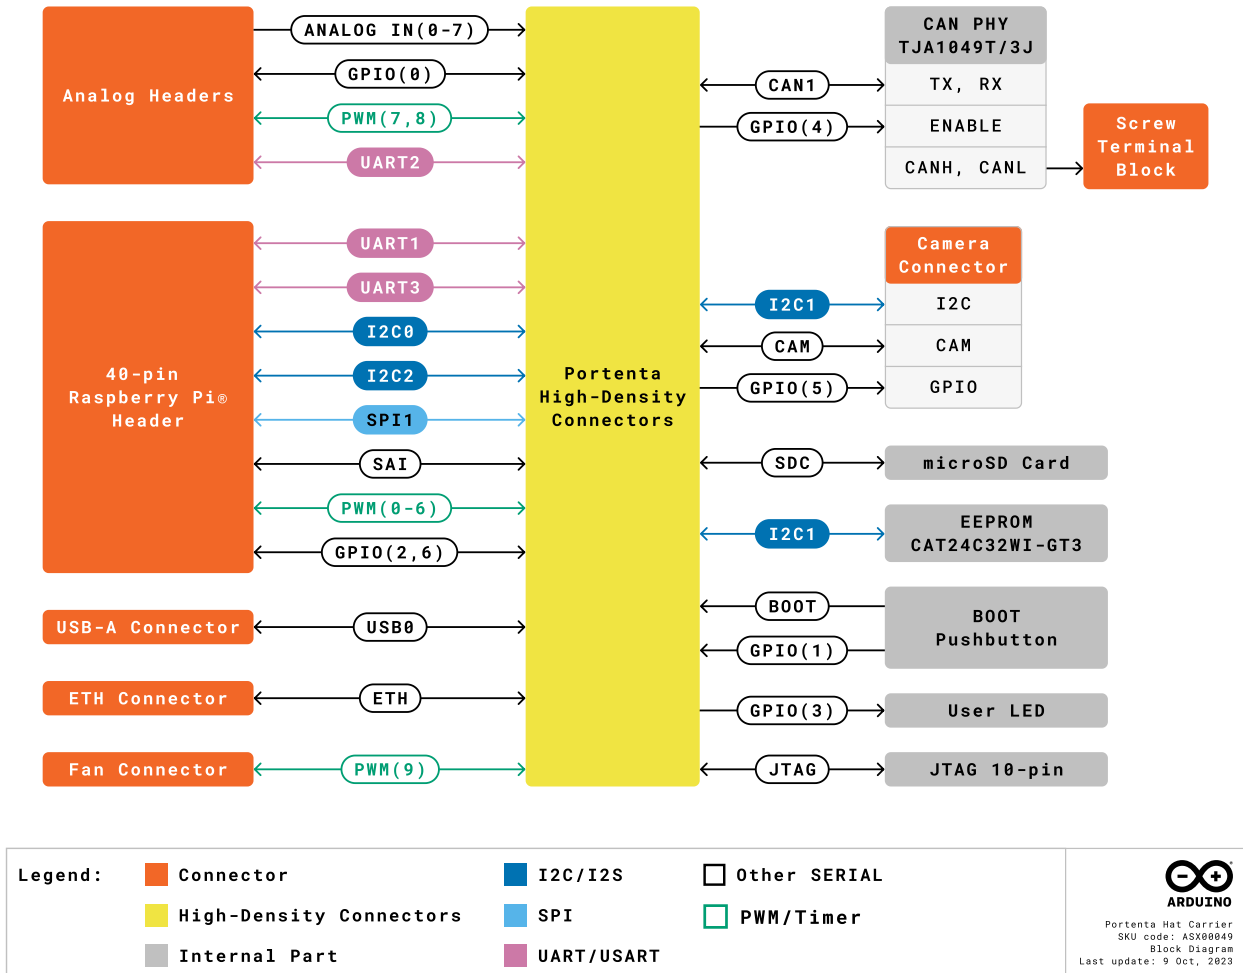 Analog Headers
ANALOG IN(0-7)
GPIO(0)
PWM(7,8)
UART2
40-pin
Raspberry Pi®
Header
UART1
UART3
I2C0
I2C2
SPI1
SAI
PWM(0-6)
GPIO(2,6)
USB-A Connector
USB0
ETH Connector
ETH
Fan Connector
PWM(9)
Portenta
High-Density
Connectors
CAN1
GPIO(4)
CAN PHY
TJA1049T/3J
TX, RX
ENABLE
CANH, CANL
Screw
Terminal
Block
I2C1
CAM
GPIO(5)
Camera
Connector
I2C
CAM
GPIO
SDC
microSD Card
I2C1
EEPROM
CAT24C32WI-GT3
BOOT
GPIO(1)
BOOT
Pushbutton
GPIO(3)
User LED
JTAG
JTAG 10-pin
Legend:
Connector
High-Density Connectors
Internal Part
I2C/I2S
SPI
UART/USART
Other SERIAL
PWM/Timer
ARDUINO
Portenta Hat Carrier
SKU code: ASX00049
Block Diagram
Last update: 9 Oct, 2023